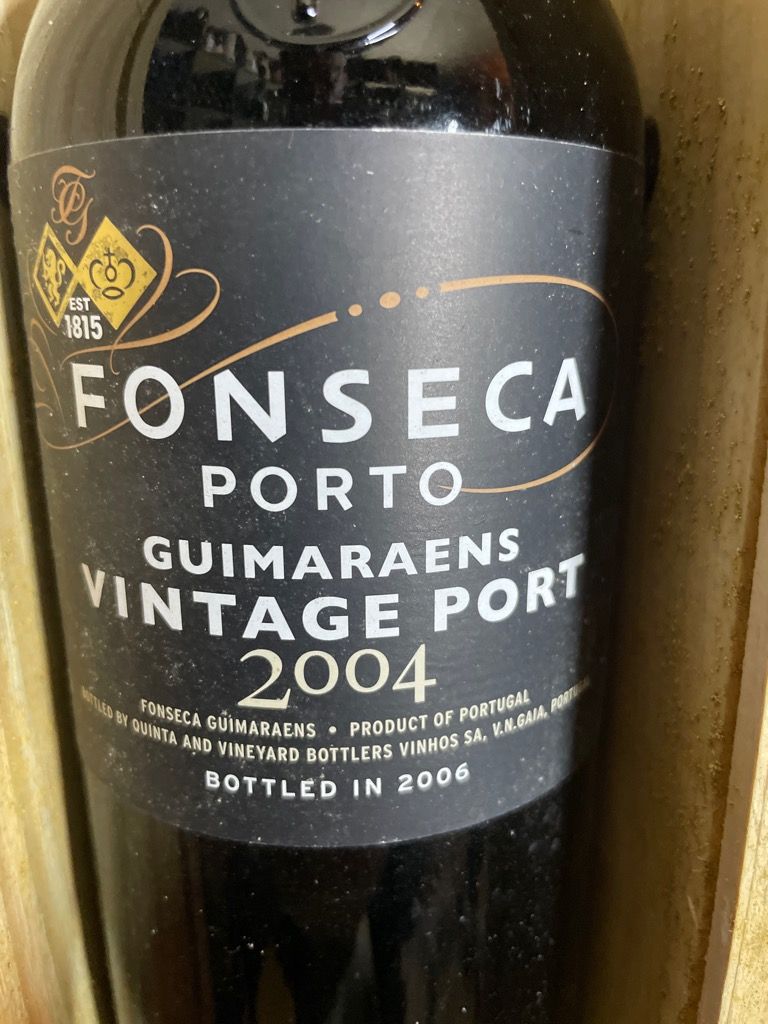 EST
1815
FONSECA
PORTO
GUIMARAENS
VINTAGE PORT
2004
FONSECA GUIMARAENS • PRODUCT OF PORTUGAL
BOTTLED BY QUINTA AND VINEYARD BOTTLERS VINHOS SA, V.N.GAIA, PORTUGAL
BOTTLED IN 2006